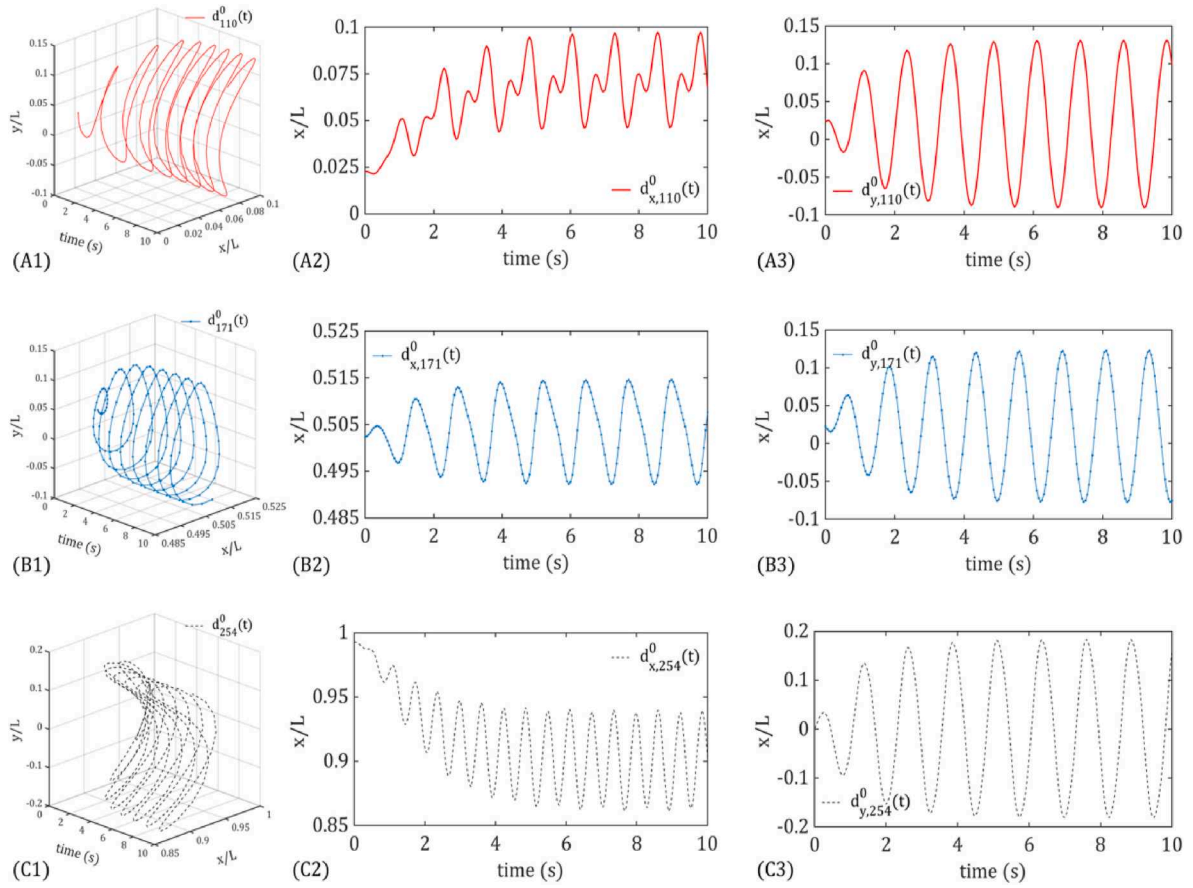 d⁰₁₁₀(t)
0.15
0.1
0.05
0
-0.05
-0.1
y/L
0
2
4
6
8
10
time (s)
0
0.02
0.04
0.06
0.08
0.1
x/L
(A1)
0.1
0.075
0.05
0.025
0
x/L
d⁰x,110(t)
0 2 4 6 8 10
time (s)
(A2)
0.15
0.1
0.05
0
-0.05
-0.1
x/L
d⁰y,110(t)
0 2 4 6 8 10
time (s)
(A3)
d⁰₁₇₁(t)
0.15
0.1
0.05
0
-0.05
-0.1
y/L
0
2
4
6
8
10
time (s)
0.485
0.495
0.505
0.515
0.525
x/L
(B1)
0.525
0.515
0.505
0.495
0.485
x/L
d⁰x,171(t)
0 2 4 6 8 10
time (s)
(B2)
0.15
0.1
0.05
0
-0.05
-0.1
x/L
d⁰y,171(t)
0 2 4 6 8 10
time (s)
(B3)
d⁰₂₅₄(t)
0.2
0.1
0
-0.1
-0.2
y/L
0
2
4
6
8
10
time (s)
0.85
0.9
0.95
1
x/L
(C1)
1
0.95
0.9
0.85
x/L
d⁰x,254(t)
0 2 4 6 8 10
time (s)
(C2)
0.2
0.1
0
-0.1
-0.2
x/L
d⁰y,254(t)
0 2 4 6 8 10
time (s)
(C3)